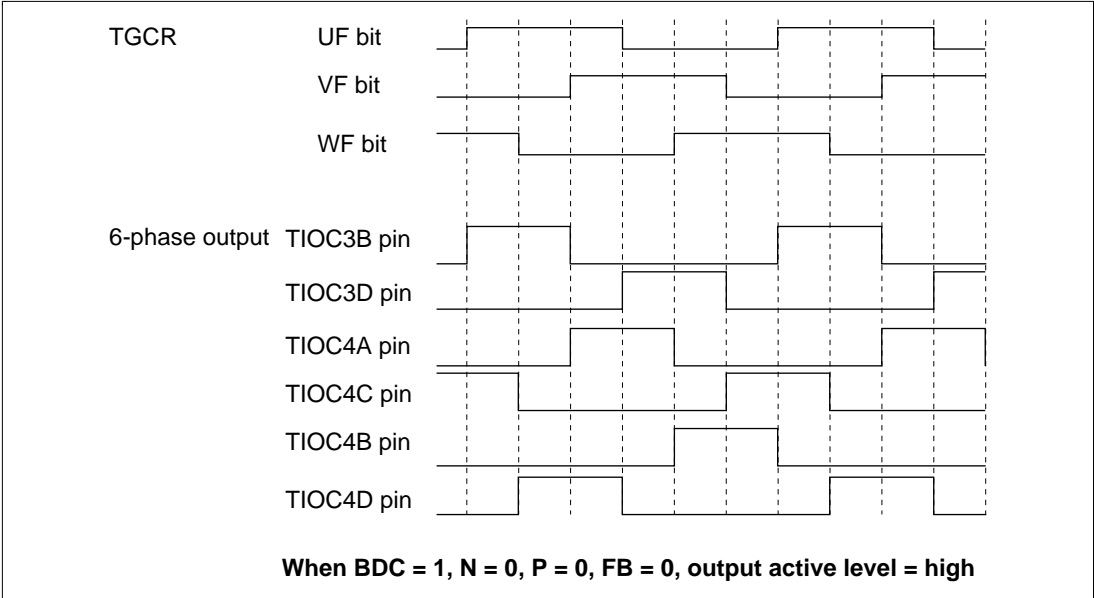 TGCR UF bit
VF bit
WF bit
6-phase output TIOC3B pin
TIOC3D pin
TIOC4A pin
TIOC4C pin
TIOC4B pin
TIOC4D pin
When BDC = 1, N = 0, P = 0, FB = 0, output active level = high